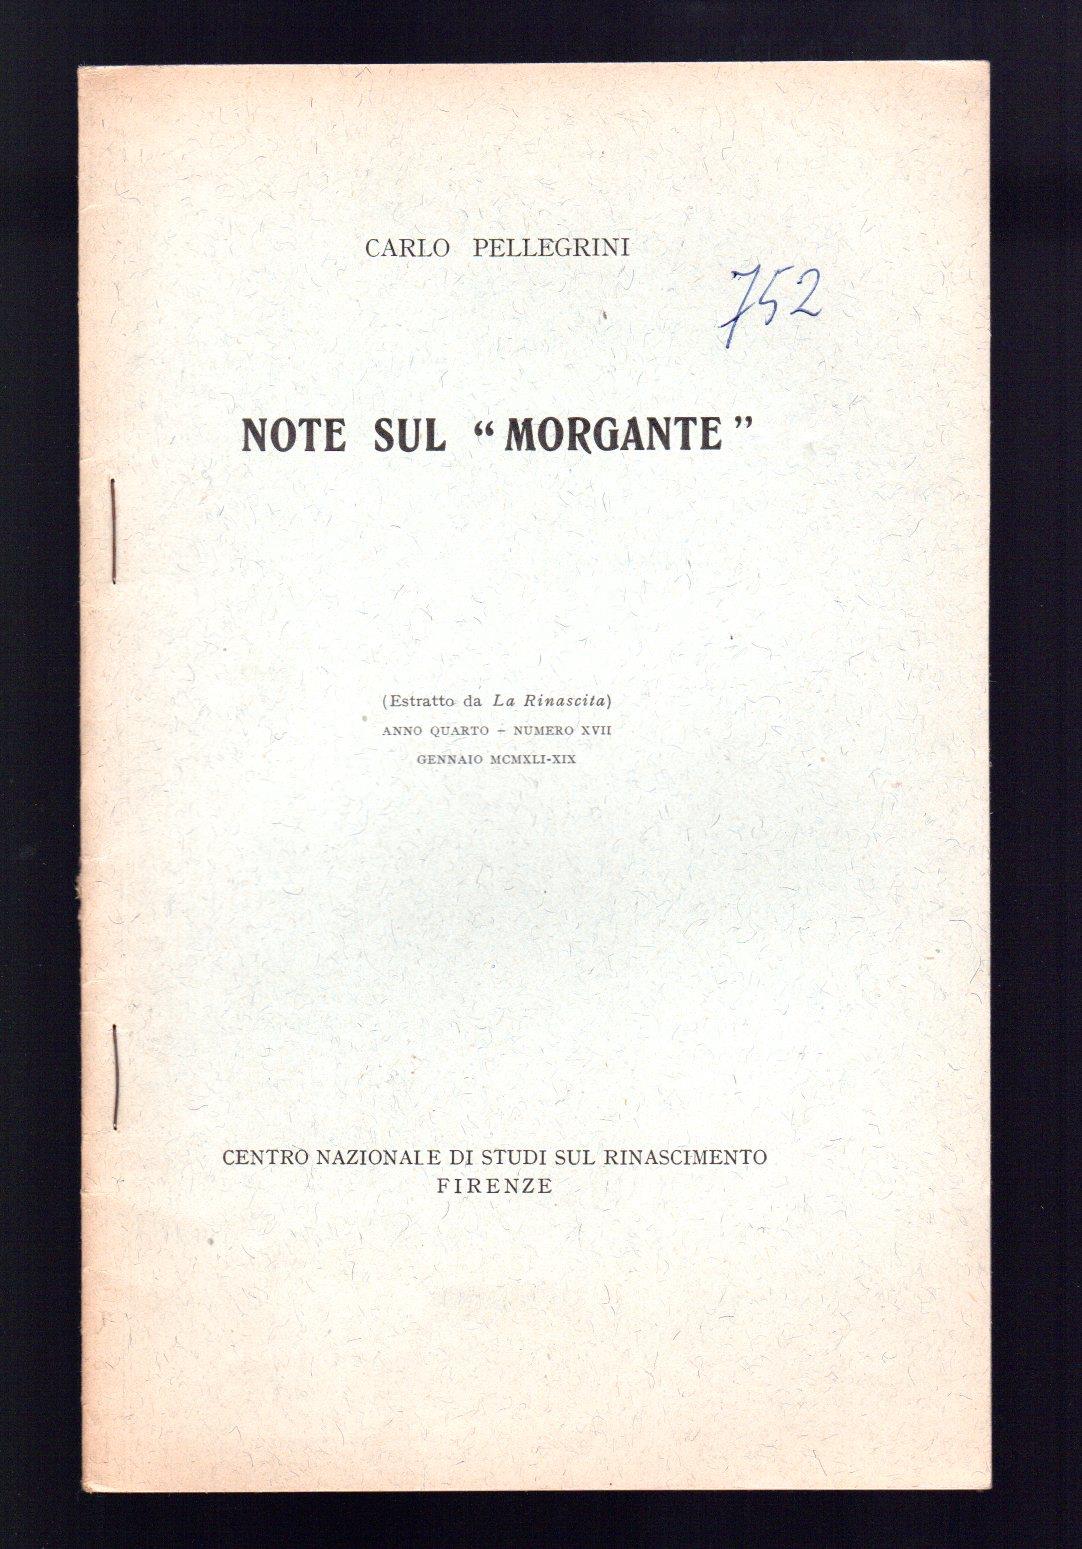 CARLO PELLEGRINI
752
NOTE SUL “MORGANTE”
(Estratto da La Rinascita)
ANNO QUARTO – NUMERO XVII
GENNAIO MCMXLI-XIX
CENTRO NAZIONALE DI STUDI SUL RINASCIMENTO
FIRENZE